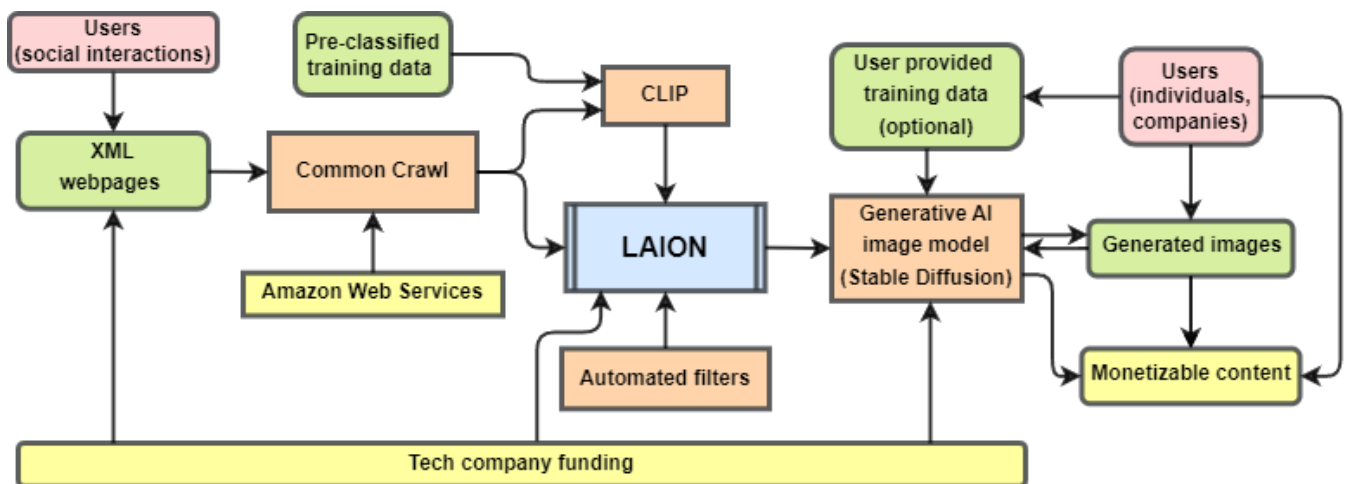 Users
(social interactions)
Pre-classified
training data
CLIP
User provided
training data
(optional)
Users
(individuals,
companies)
XML
webpages
Common Crawl
LAION
Generative AI
image model
(Stable Diffusion)
Generated images
Amazon Web Services
Automated filters
Monetizable content
Tech company funding